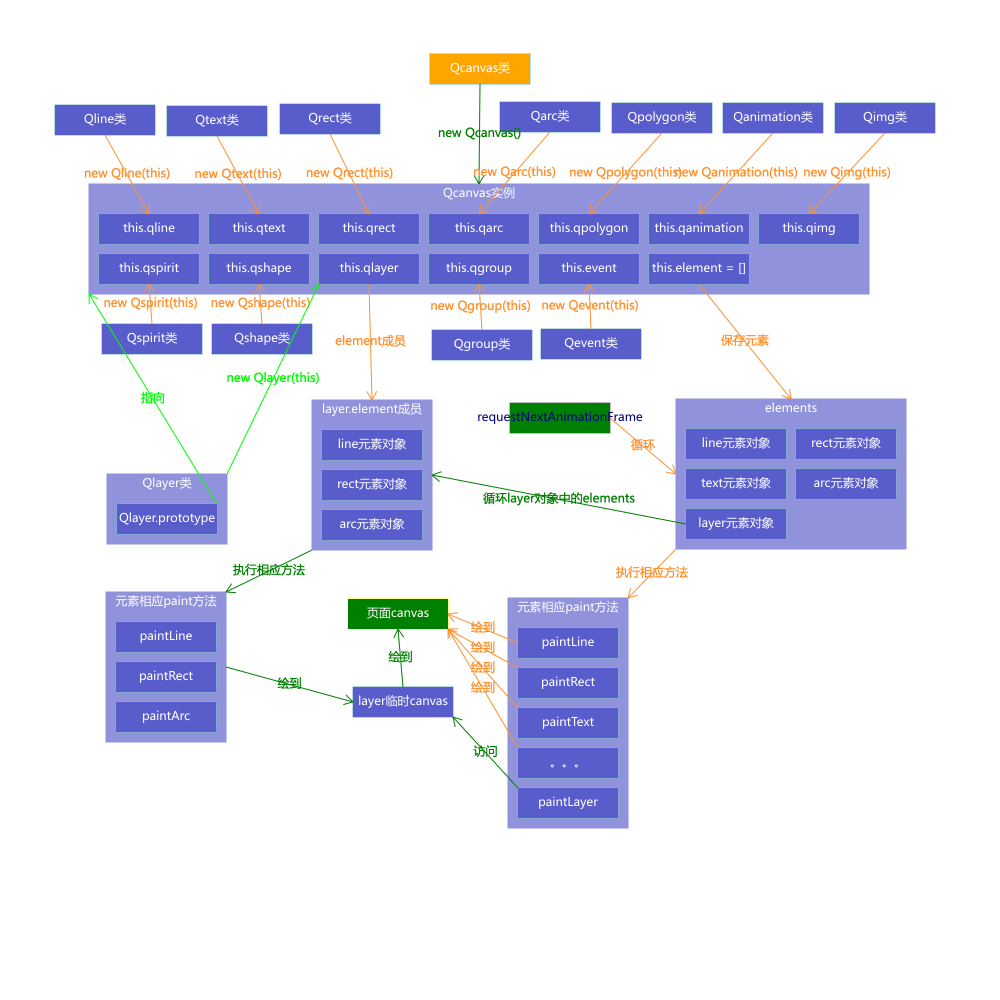 Qcanvas类
Qline类
Qtext类
Qrect类
Qarc类
Qpolygon类
Qanimation类
Qimg类
new Qcanvas()
new Qline(this)
new Qtext(this)
new Qrect(this)
new Qarc(this)
new Qpolygon(this)
new Qanimation(this)
new Qimg(this)
Qcanvas实例
this.qline
this.qtext
this.qrect
this.qarc
this.qpolygon
this.qanimation
this.qimg
this.qspirit
this.qshape
this.qlayer
this.qgroup
this.event
this.element = []
new Qspirit(this)
new Qshape(this)
new Qgroup(this)
new Qevent(this)
Qspirit类
Qshape类
element成员
Qgroup类
Qevent类
保存元素
new Qlayer(this)
指向
layer.element成员
line元素对象
rect元素对象
arc元素对象
requestNextAnimationFrame
循环
elements
line元素对象
rect元素对象
text元素对象
arc元素对象
layer元素对象
循环layer对象中的elements
Qlayer类
Qlayer.prototype
执行相应方法
执行相应方法
元素相应paint方法
paintLine
paintRect
paintArc
页面canvas
绘到
绘到
layer临时canvas
绘到
绘到
绘到
绘到
访问
元素相应paint方法
paintLine
paintRect
paintText
。。。
paintLayer